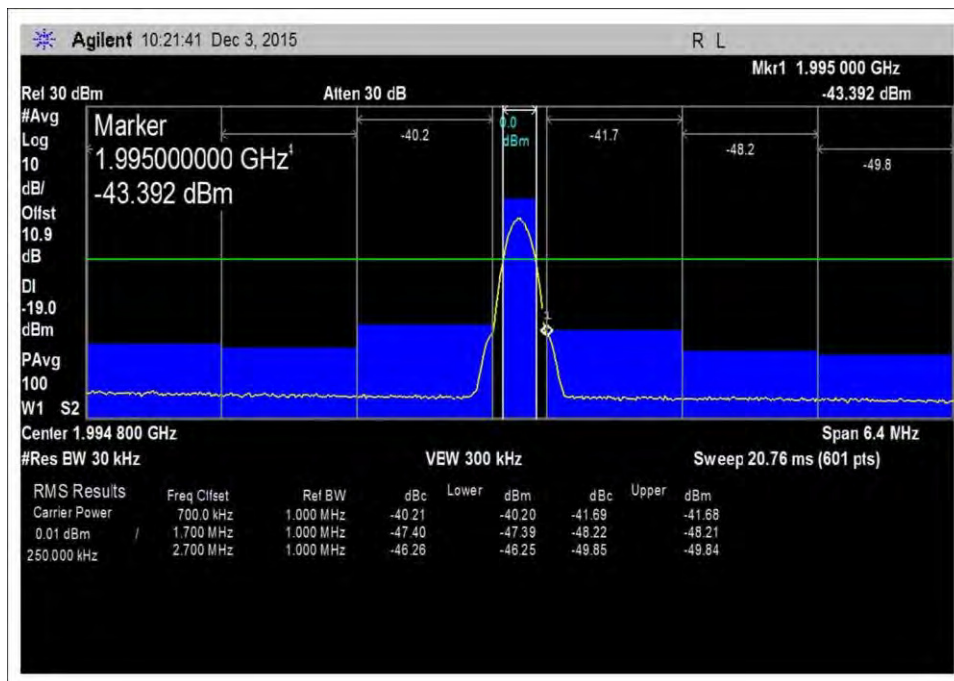 Agilent 10:21:41 Dec 3, 2015 R L
Mkr1 1.995 000 GHz
Ref 30 dBm Atten 30 dB -43.392 dBm
#Avg
Log
10
dB/
Offst
10.9
dB
DI
-19.0
dBm
PAvg
100
W1 S2
Marker
1.995000000 GHz
-43.392 dBm
-40.2
0.0
dBm
-41.7
-48.2
-49.8
1
1
Center 1.994 800 GHz Span 6.4 MHz
#Res BW 30 kHz VBW 300 kHz Sweep 20.76 ms (601 pts)
RMS Results Freq Offset Ref BW dBc Lower dBm dBc Upper dBm
Carrier Power 700.0 kHz 1.000 MHz -40.21 -40.20 -41.69 -41.68
0.01 dBm / 1.700 MHz 1.000 MHz -47.40 -47.39 -48.22 -48.21
250.000 kHz 2.700 MHz 1.000 MHz -46.26 -46.25 -49.85 -49.84